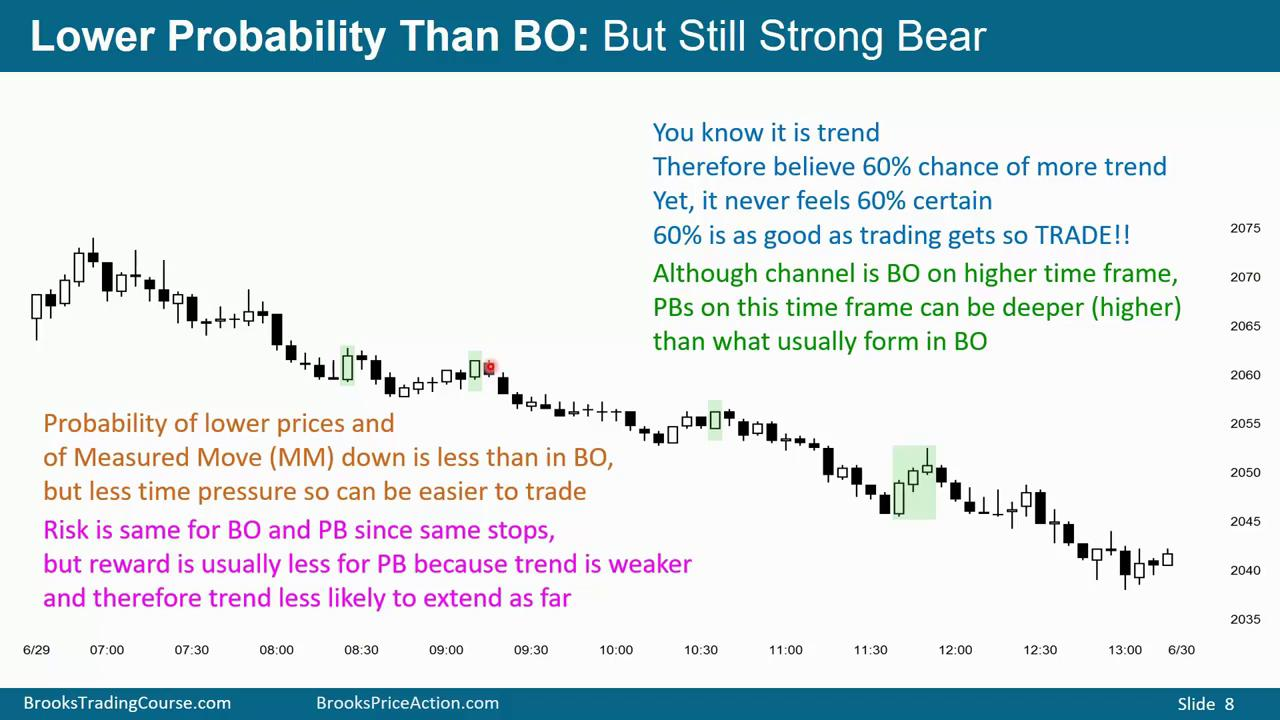 Lower Probability Than BO: But Still Strong Bear
You know it is trend
Therefore believe 60% chance of more trend
Yet, it never feels 60% certain
60% is as good as trading gets so TRADE!!
Although channel is BO on higher time frame,
PBs on this time frame can be deeper (higher)
than what usually form in BO
Probability of lower prices and
of Measured Move (MM) down is less than in BO,
but less time pressure so can be easier to trade
Risk is same for BO and PB since same stops,
but reward is usually less for PB because trend is weaker
and therefore trend less likely to extend as far
2075
2070
2065
2060
2055
2050
2045
2040
2035
6/29 07:00 07:30 08:00 08:30 09:00 09:30 10:00 10:30 11:00 11:30 12:00 12:30 13:00 6/30
BrooksTradingCourse.com BrooksPriceAction.com Slide 8